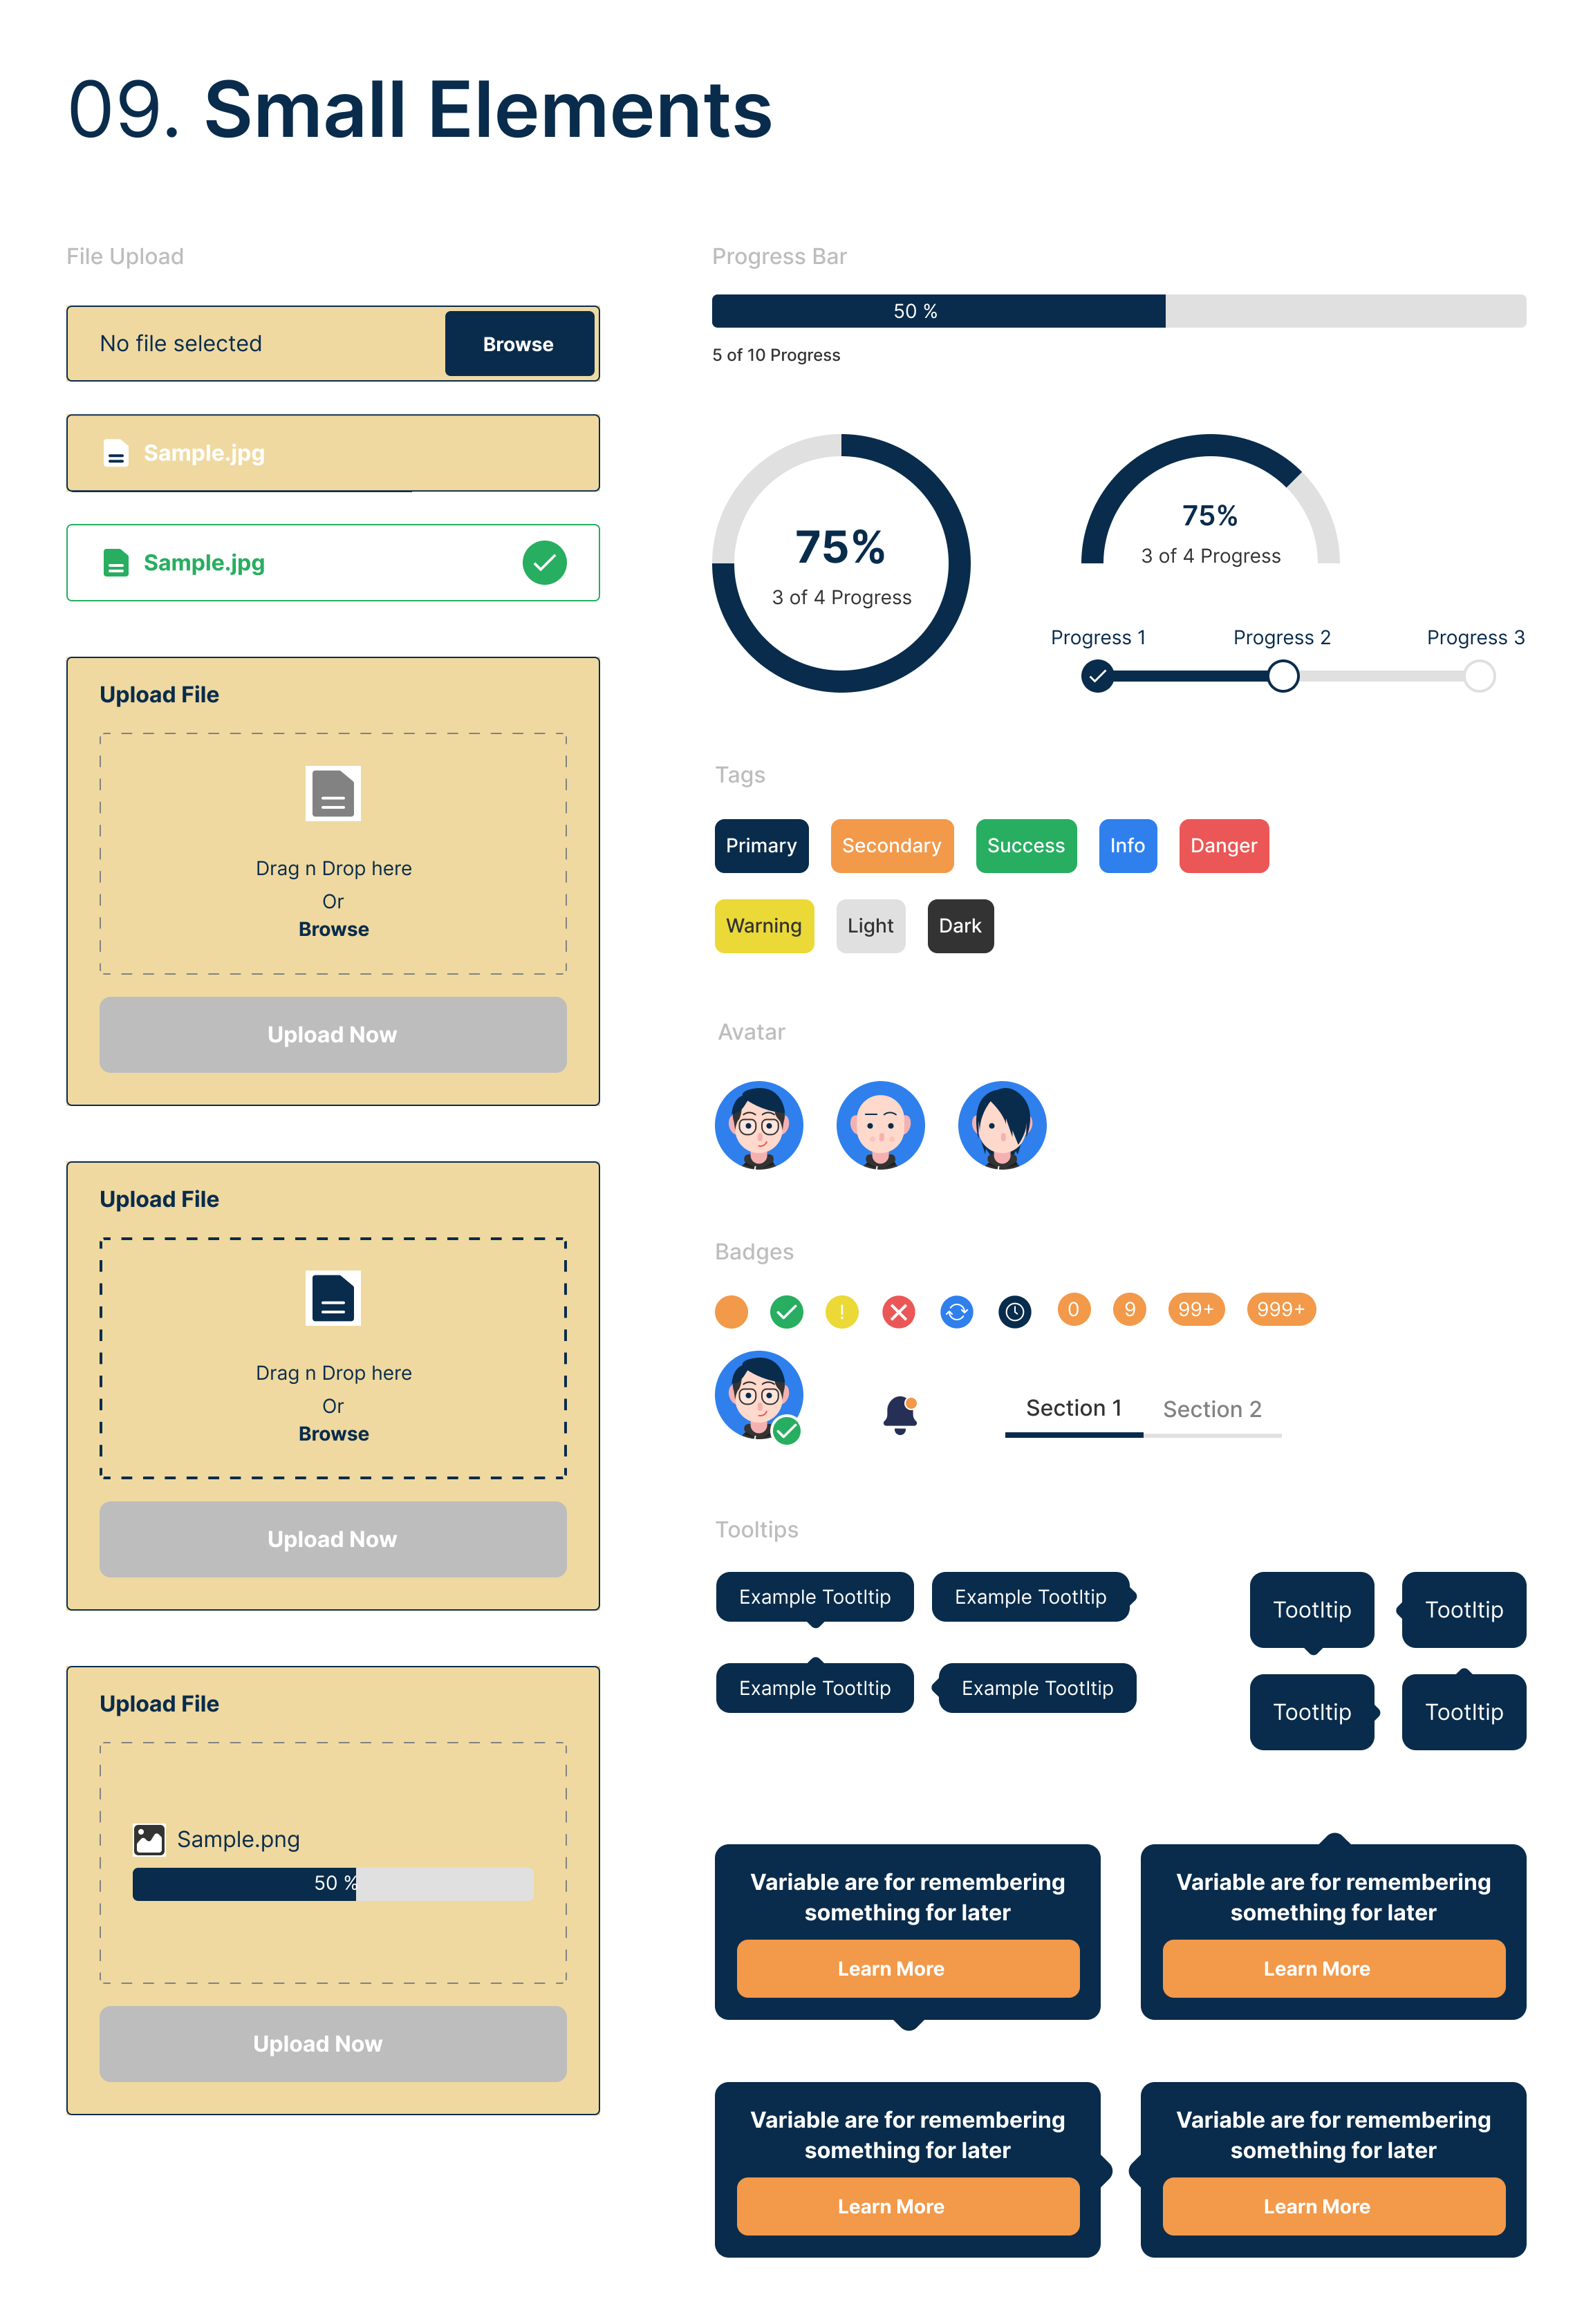 09. Small Elements
File Upload
No file selected
Browse
Sample.jpg
Sample.jpg
Upload File
Drag n Drop here
Or
Browse
Upload Now
Upload File
Drag n Drop here
Or
Browse
Upload Now
Upload File
Sample.png
50 %
Upload Now
Progress Bar
50 %
5 of 10 Progress
75%
3 of 4 Progress
75%
3 of 4 Progress
Progress 1
Progress 2
Progress 3
Tags
Primary
Secondary
Success
Info
Danger
Warning
Light
Dark
Avatar
Badges
!
0
9
99+
999+
Section 1
Section 2
Tooltips
Example Tootltip
Example Tootltip
Tootltip
Tootltip
Example Tootltip
Example Tootltip
Tootltip
Tootltip
Variable are for remembering
something for later
Learn More
Variable are for remembering
something for later
Learn More
Variable are for remembering
something for later
Learn More
Variable are for remembering
something for later
Learn More